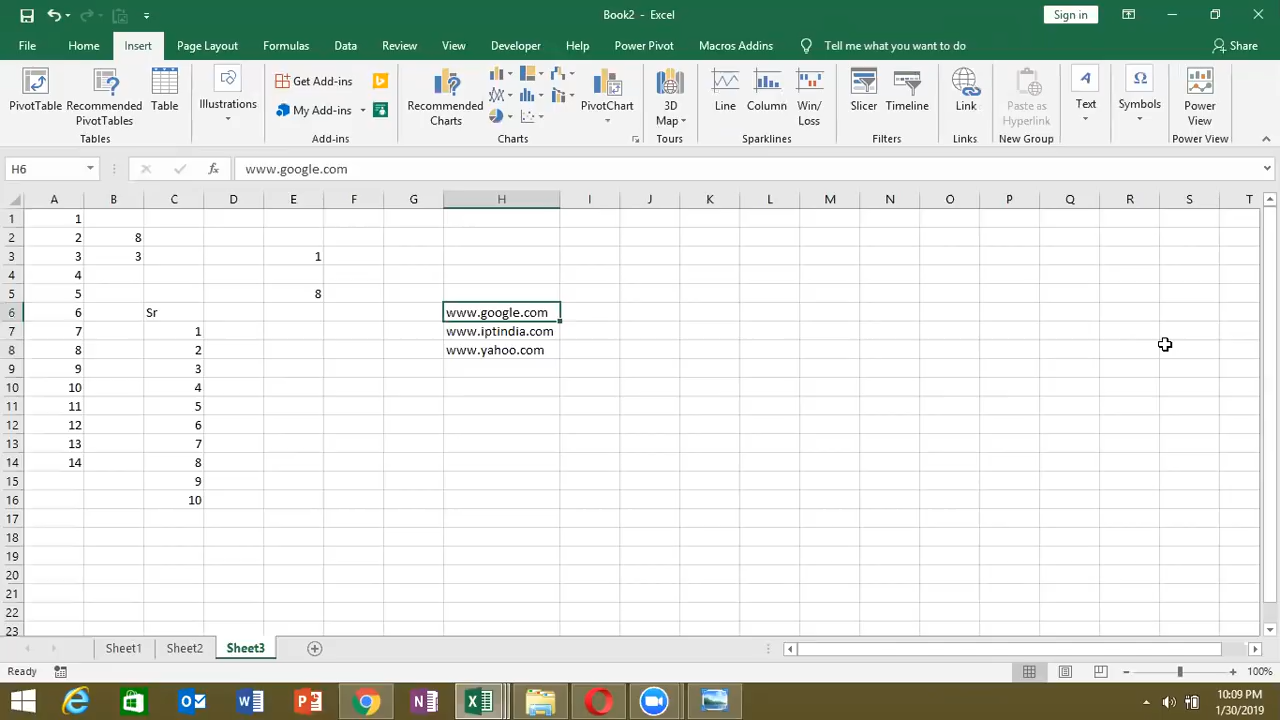 Book2 - Excel
Sign in
File Home Insert Page Layout Formulas Data Review View Developer Help Power Pivot Macros Addins Tell me what you want to do Share
PivotTable
Recommended PivotTables
Table
Tables
Illustrations
Get Add-ins
My Add-ins
Add-ins
Recommended Charts
PivotChart
Charts
3D Map
Tours
Line
Column
Win/ Loss
Sparklines
Slicer
Timeline
Filters
Link
Links
Paste as Hyperlink
New Group
Text
Symbols
Power View
Power View
H6 fx www.google.com
A B C D E F G H I J K L M N O P Q R S T
1 1
2 2 8
3 3 3 1
4 4
5 5 8
6 6 Sr www.google.com
7 7 1 www.iptindia.com
8 8 2 www.yahoo.com
9 9 3
10 10 4
11 11 5
12 12 6
13 13 7
14 14 8
15 9
16 10
17
18
19
20
21
22
23
Sheet1 Sheet2 Sheet3
Ready 100%
10:09 PM
1/30/2019